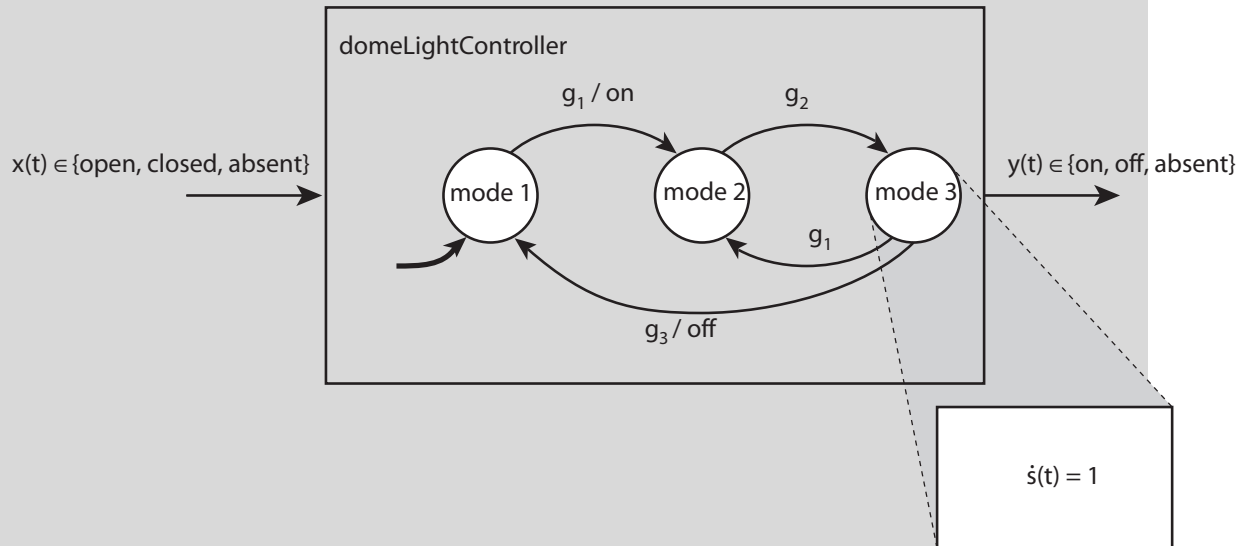 domeLightController
g₁ / on
g₂
x(t) ∈ {open, closed, absent}
y(t) ∈ {on, off, absent}
mode 1
mode 2
mode 3
g₁
g₃ / off
ṡ(t) = 1